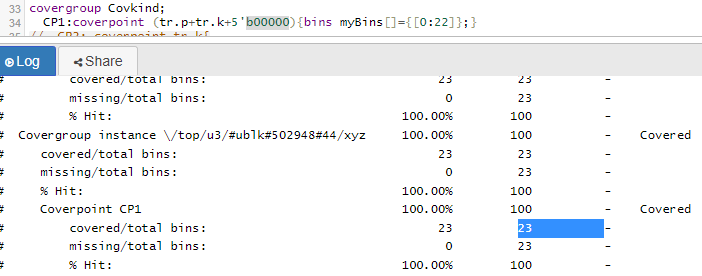 33 covergroup Covkind;
34 CP1:coverpoint (tr.p+tr.k+5'b00000){bins myBins[]={[0:22]};}
35 // CP2: coverpoint tr.k{
Log Share
# covered/total bins: 23 23 -
# missing/total bins: 0 23 -
# % Hit: 100.00% 100 -
# Covergroup instance \/top/u3/#ublk#502948#44/xyz 100.00% 100 - Covered
# covered/total bins: 23 23 -
# missing/total bins: 0 23 -
# % Hit: 100.00% 100 -
# Coverpoint CP1 100.00% 100 - Covered
# covered/total bins: 23 23 -
# missing/total bins: 0 23 -
# % Hit: 100.00% 100 -